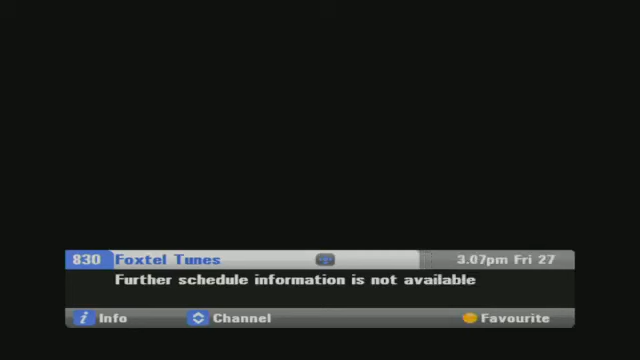 830 Foxtel Tunes 3.07pm Fri 27
Further schedule information is not available
i Info Channel Favourite